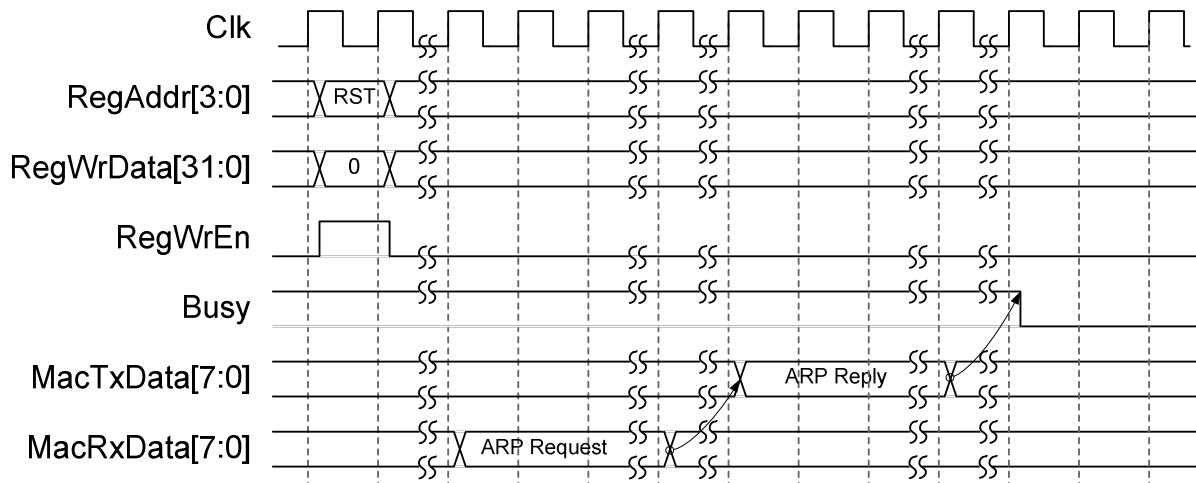 Clk
RegAddr[3:0]
RST
RegWrData[31:0]
0
RegWrEn
Busy
MacTxData[7:0]
ARP Reply
MacRxData[7:0]
ARP Request